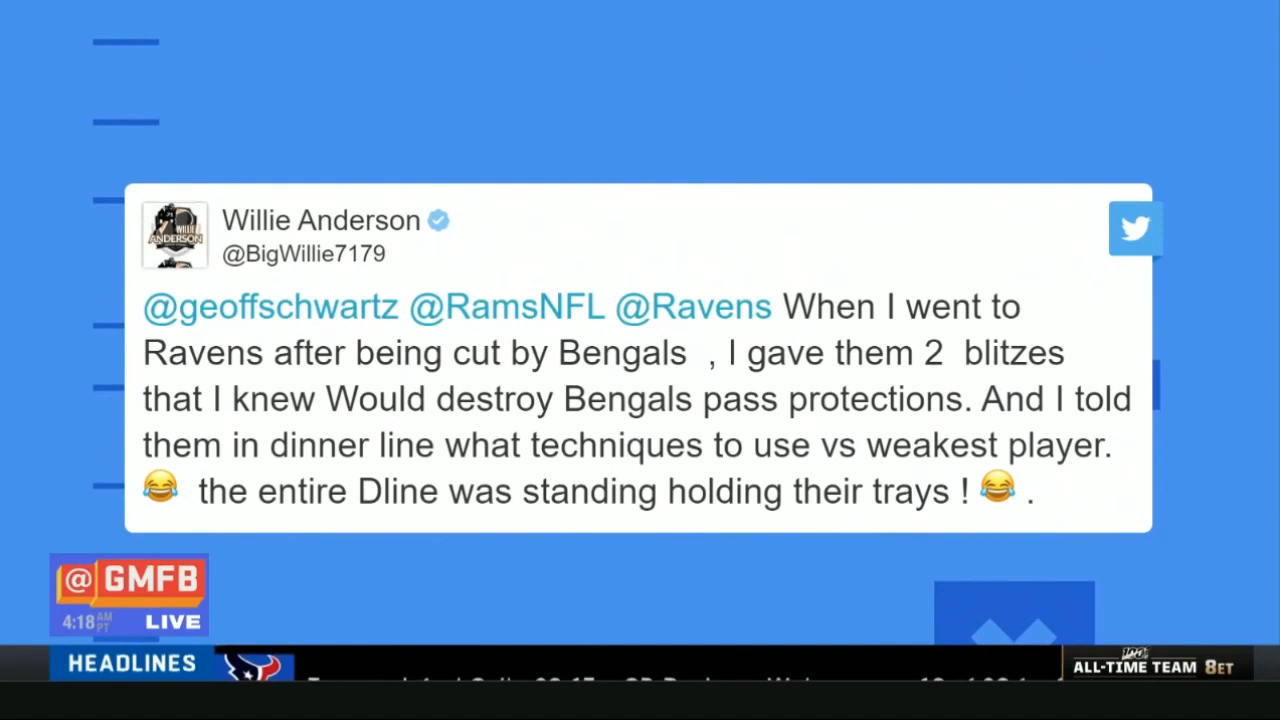 Willie Anderson
@BigWillie7179
@geoffschwartz @RamsNFL @Ravens When I went to
Ravens after being cut by Bengals , I gave them 2 blitzes
that I knew Would destroy Bengals pass protections. And I told
them in dinner line what techniques to use vs weakest player.
😂 the entire Dline was standing holding their trays ! 😂 .
WILLIE
ANDERSON
@ GMFB
4:18 AM PT LIVE
HEADLINES
100
ALL-TIME TEAM 8ET